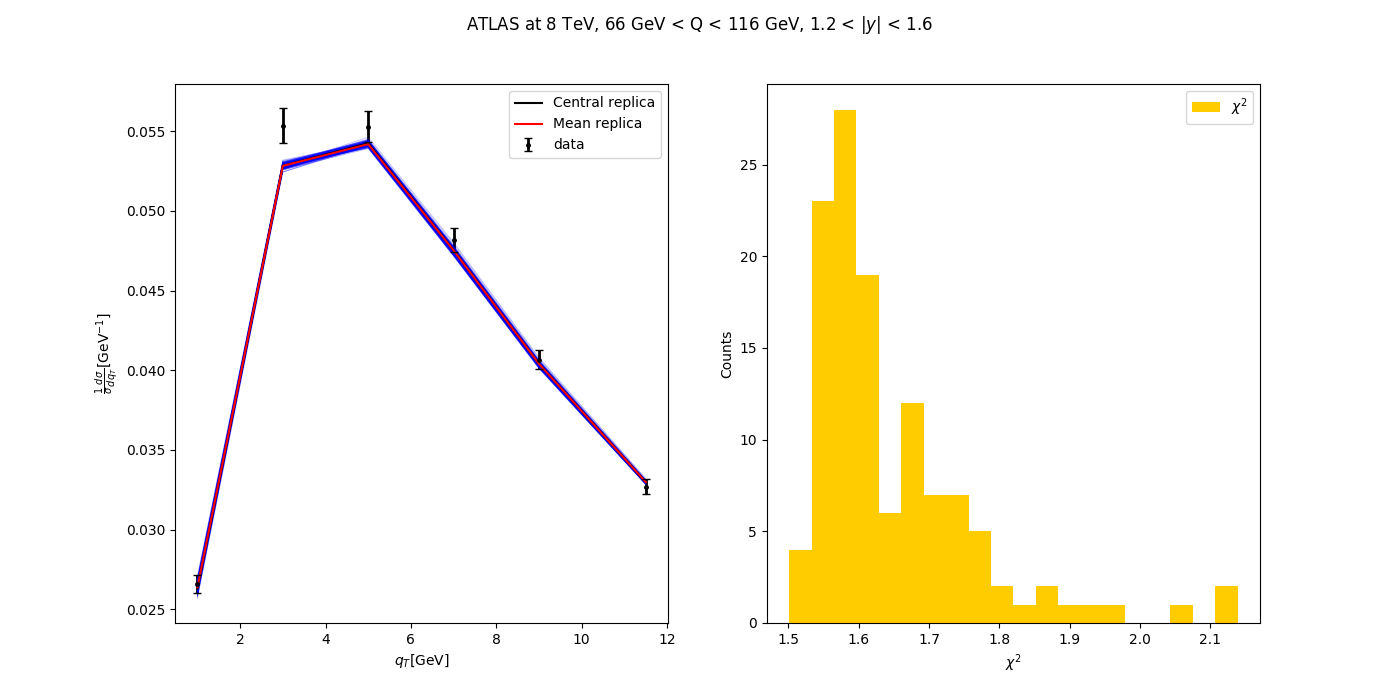 ATLAS at 8 TeV, 66 GeV < Q < 116 GeV, 1.2 < |y| < 1.6
Central replica
Mean replica
data
0.055
0.050
0.045
0.040
0.035
0.030
0.025
1/σ dσ/dq_T [GeV⁻¹]
2 4 6 8 10 12
q_T[GeV]
χ²
25
20
15
10
5
0
Counts
1.5 1.6 1.7 1.8 1.9 2.0 2.1
χ²